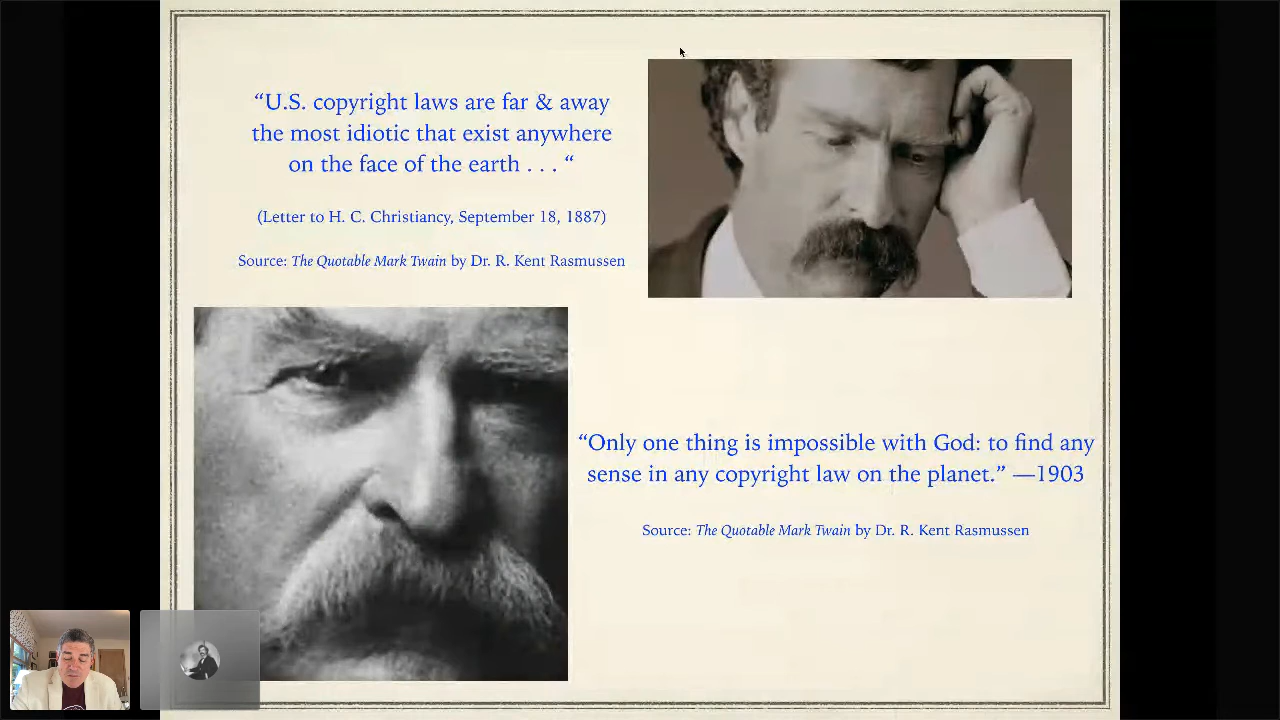 “U.S. copyright laws are far & away
the most idiotic that exist anywhere
on the face of the earth . . . “
(Letter to H. C. Christiancy, September 18, 1887)
Source: The Quotable Mark Twain by Dr. R. Kent Rasmussen
“Only one thing is impossible with God: to find any
sense in any copyright law on the planet.” —1903
Source: The Quotable Mark Twain by Dr. R. Kent Rasmussen